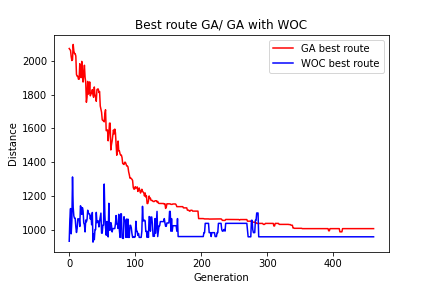 Best route GA/ GA with WOC
GA best route
WOC best route
Distance
2000
1800
1600
1400
1200
1000
0
100
200
300
400
Generation